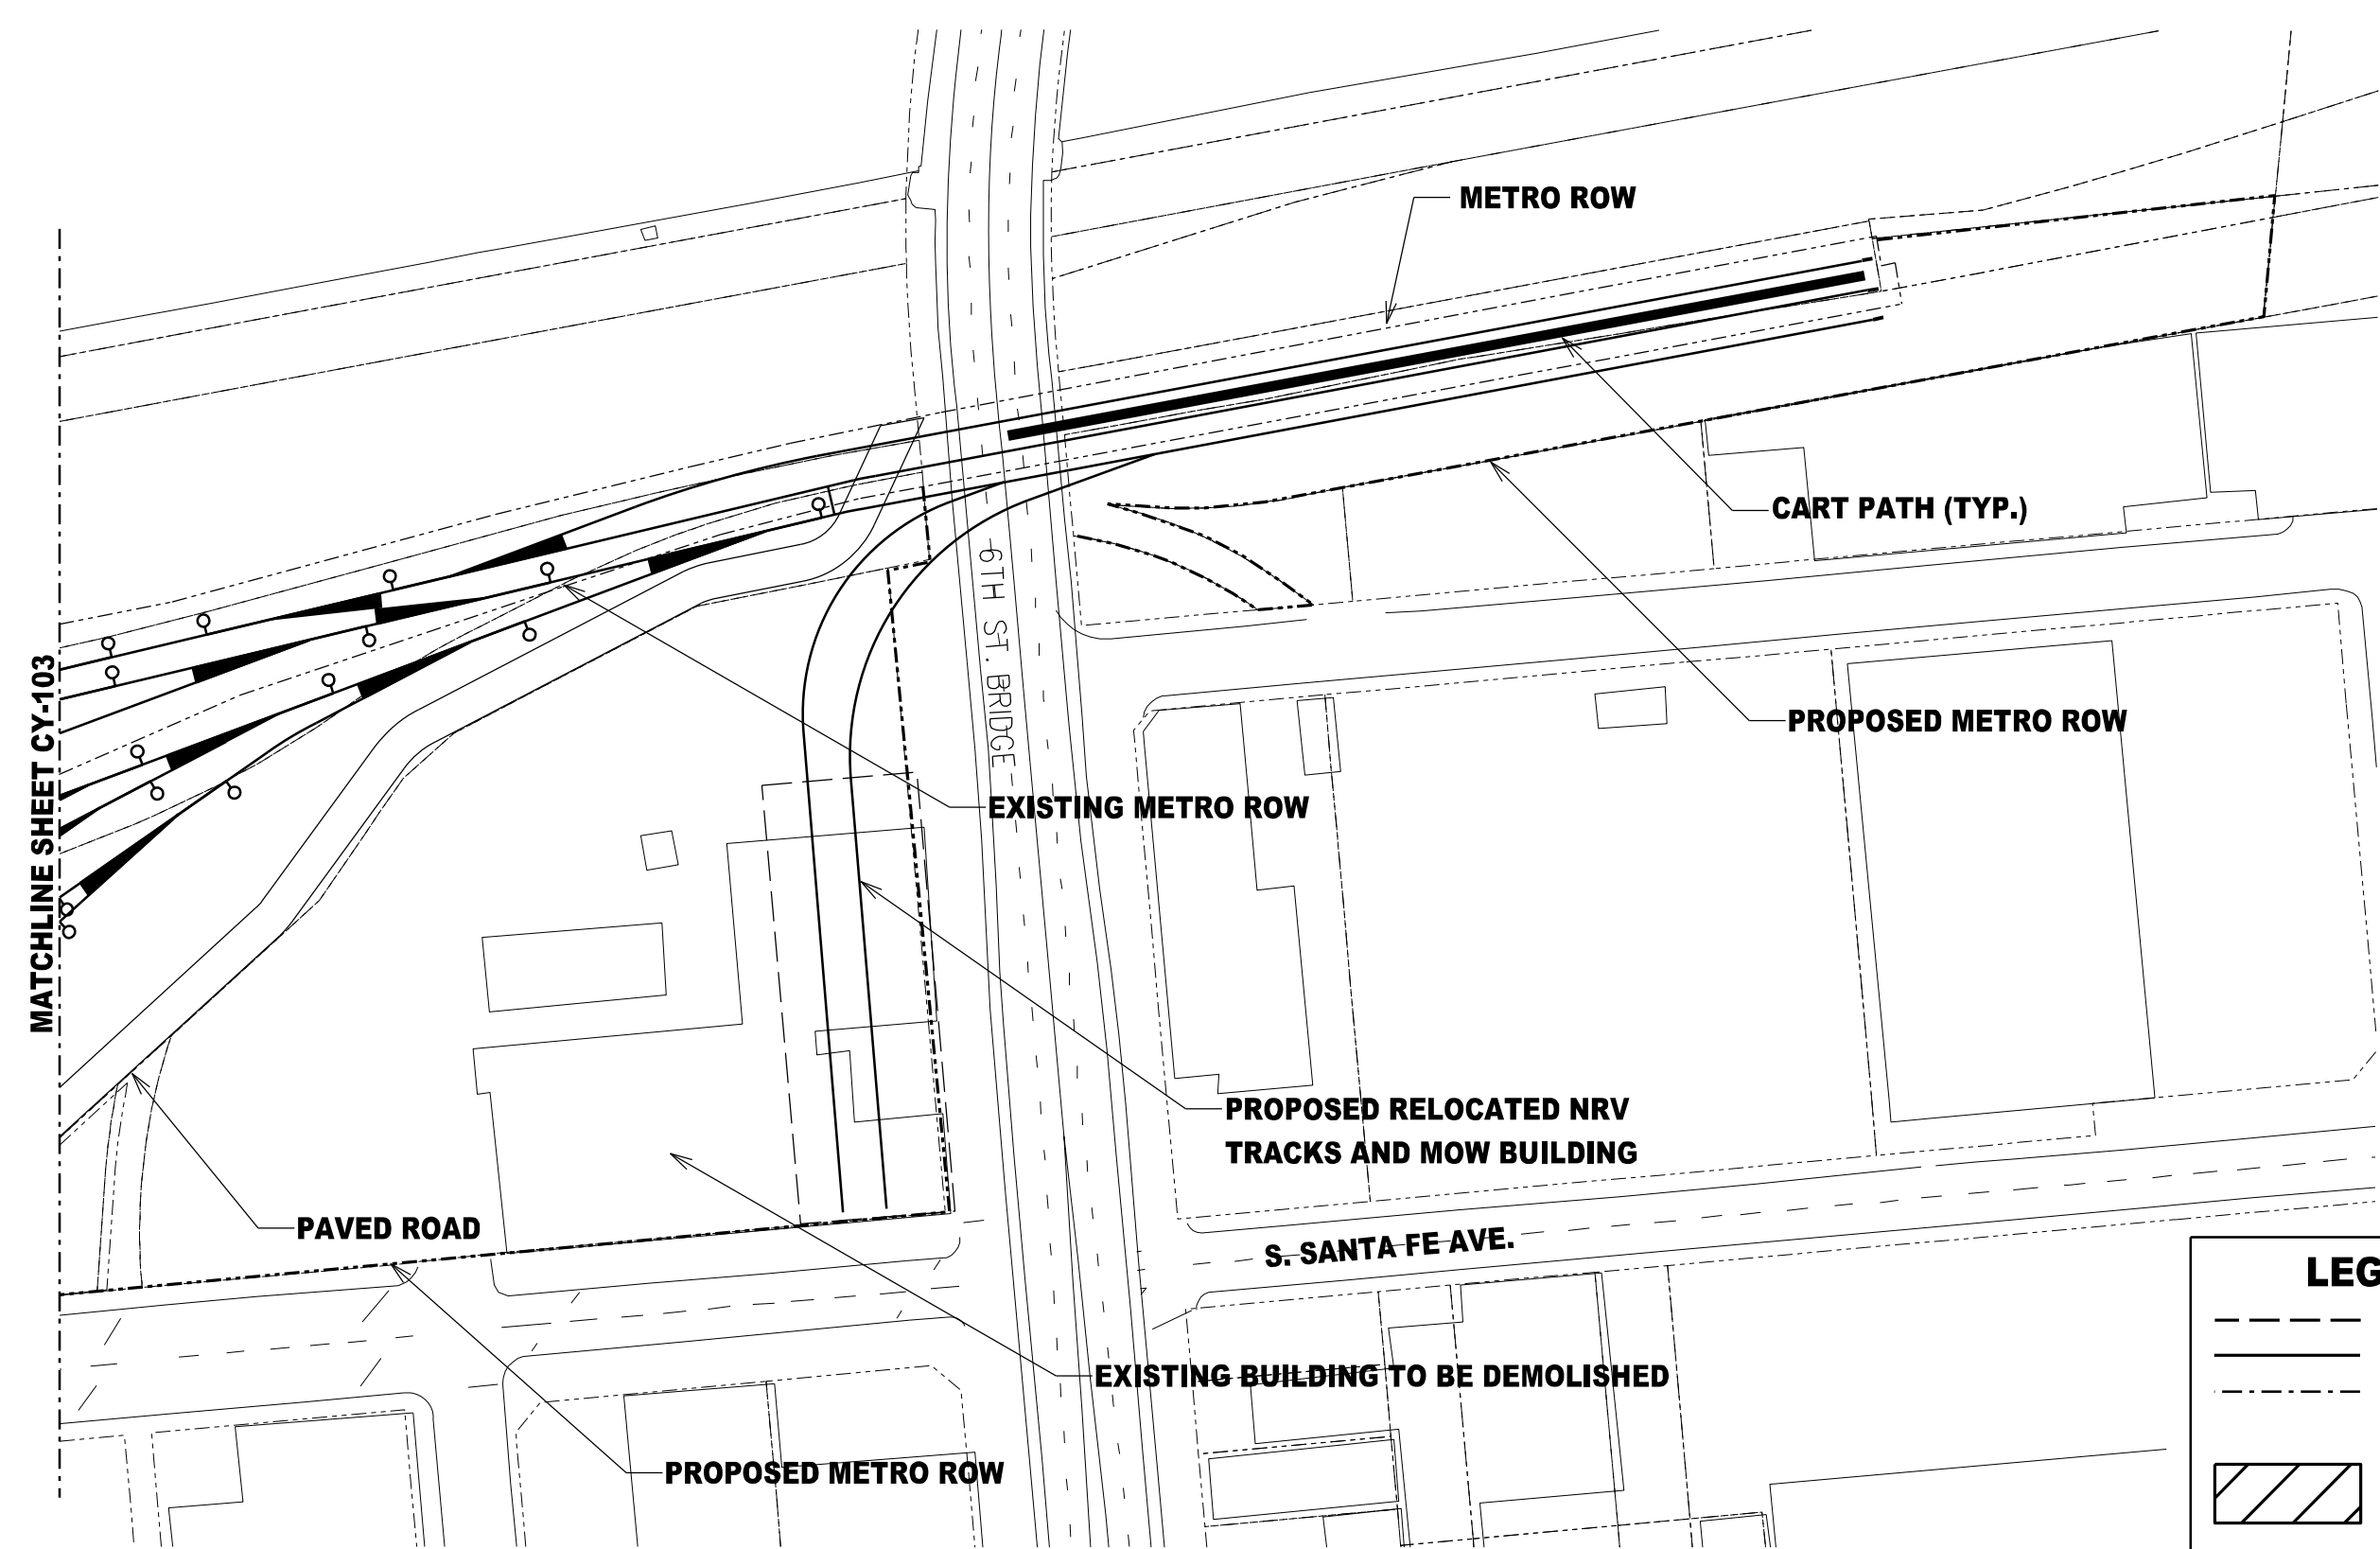 METRO ROW
CART PATH (TYP.)
6TH ST. BRIDGE
PROPOSED METRO ROW
MATCHLINE SHEET CY-103
EXISTING METRO ROW
PROPOSED RELOCATED NRV
TRACKS AND MOW BUILDING
PAVED ROAD
S. SANTA FE AVE.
LEG
EXISTING BUILDING TO BE DEMOLISHED
PROPOSED METRO ROW